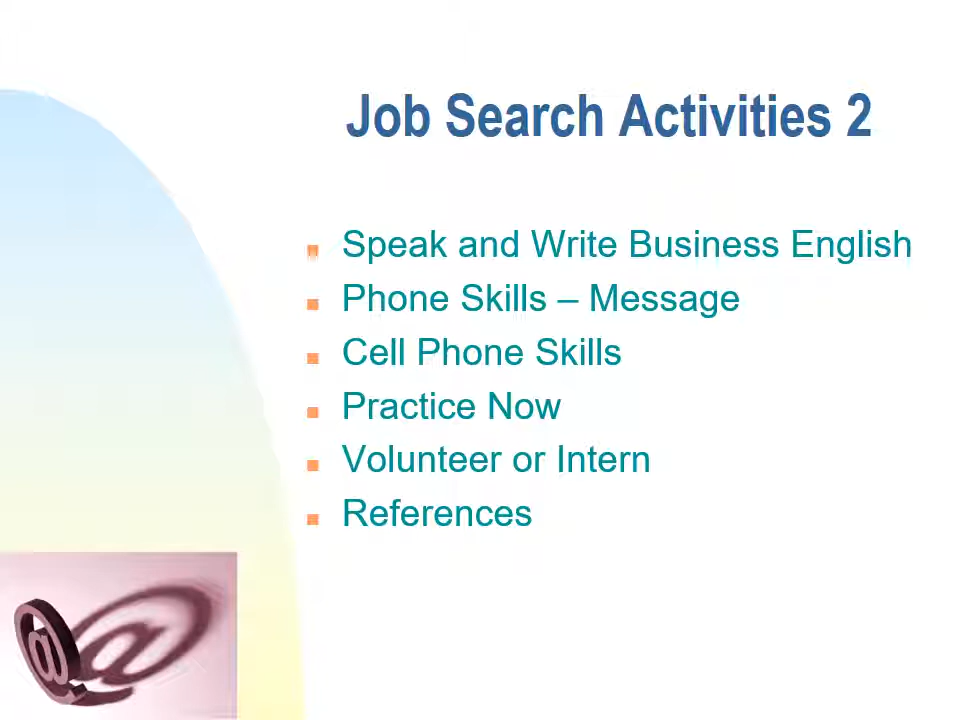 Job Search Activities 2
Speak and Write Business English
Phone Skills – Message
Cell Phone Skills
Practice Now
Volunteer or Intern
References